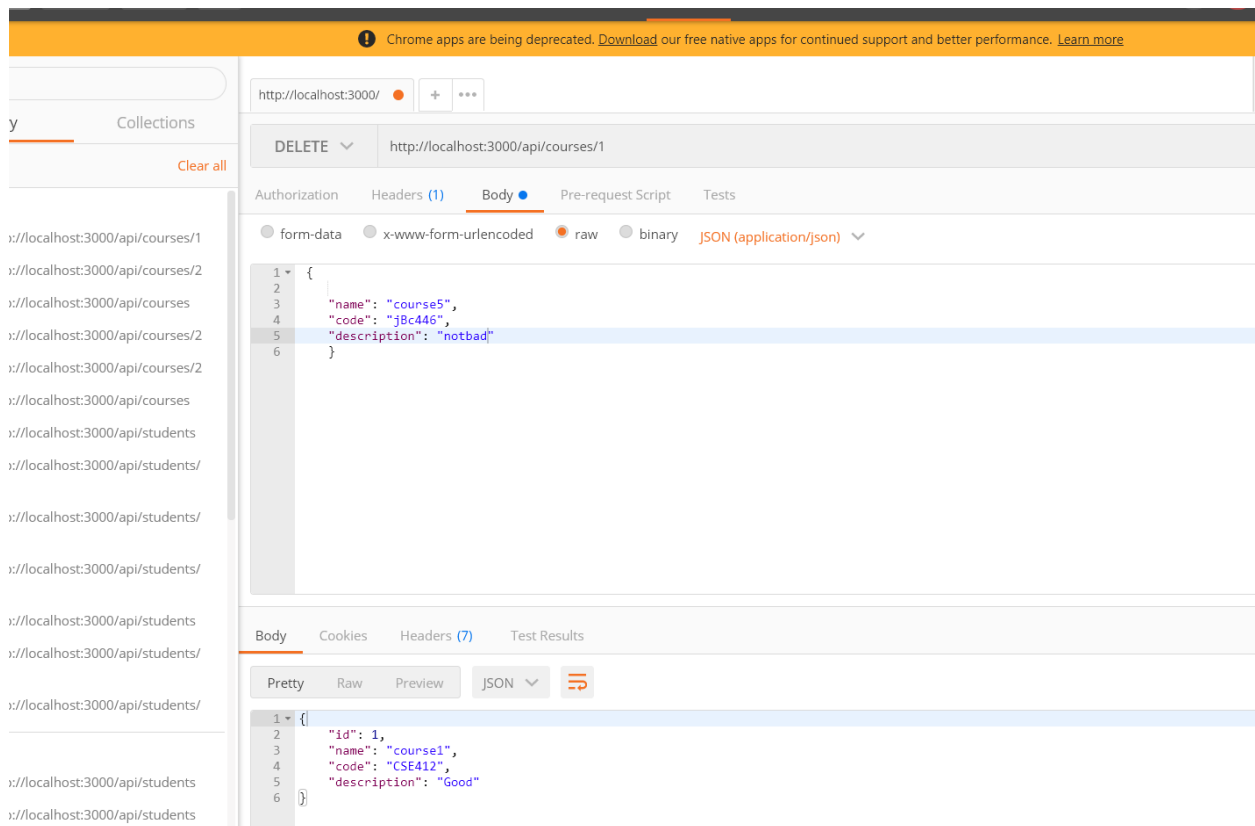 Chrome apps are being deprecated. Download our free native apps for continued support and better performance. Learn more
y Collections
Clear all
://localhost:3000/api/courses/1
://localhost:3000/api/courses/2
://localhost:3000/api/courses
://localhost:3000/api/courses/2
://localhost:3000/api/courses/2
://localhost:3000/api/courses
://localhost:3000/api/students
://localhost:3000/api/students/
://localhost:3000/api/students/
://localhost:3000/api/students/
://localhost:3000/api/students
://localhost:3000/api/students/
://localhost:3000/api/students/
://localhost:3000/api/students
://localhost:3000/api/students
http://localhost:3000/ + •••
DELETE http://localhost:3000/api/courses/1
Authorization Headers (1) Body Pre-request Script Tests
form-data x-www-form-urlencoded raw binary JSON (application/json)
1 {
2
3 "name": "course5",
4 "code": "jBc446",
5 "description": "notbad"
6 }
Body Cookies Headers (7) Test Results
Pretty Raw Preview JSON
1 {
2 "id": 1,
3 "name": "course1",
4 "code": "CSE412",
5 "description": "Good"
6 }